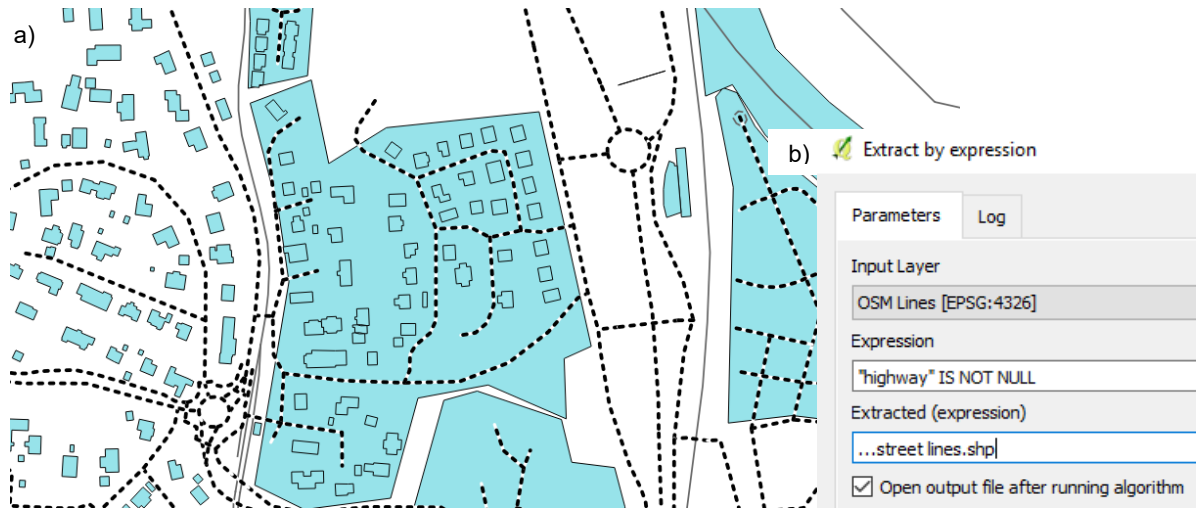 a)
b)
Extract by expression
Parameters Log
Input Layer
OSM Lines [EPSG:4326]
Expression
"highway" IS NOT NULL
Extracted (expression)
...street lines.shp
Open output file after running algorithm